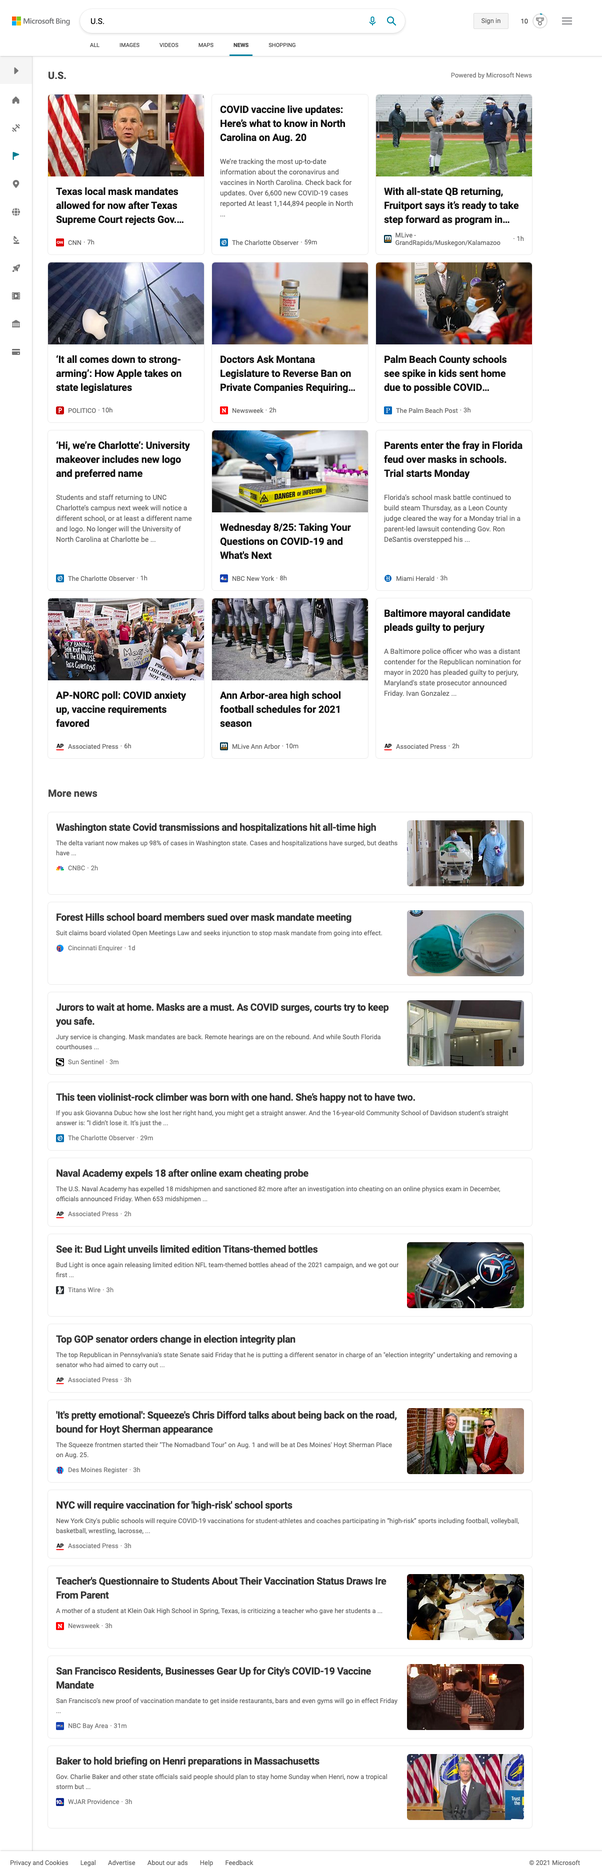 Microsoft Bing
U.S.
Sign in
10
ALL
IMAGES
VIDEOS
MAPS
NEWS
SHOPPING
U.S.
Powered by Microsoft News
Texas local mask mandates
allowed for now after Texas
Supreme Court rejects Gov....
CNN · 7h
COVID vaccine live updates:
Here's what to know in North
Carolina on Aug. 20
We're tracking the most up-to-date
information about the coronavirus and
vaccines in North Carolina. Check back for
updates. Over 6,600 new COVID-19 cases
reported At least 1,144,894 people in North
...
The Charlotte Observer · 59m
With all-state QB returning,
Fruitport says it's ready to take
step forward as program in...
MLive -
GrandRapids/Muskegon/Kalamazoo · 1h
'It all comes down to strong-
arming': How Apple takes on
state legislatures
POLITICO · 10h
Doctors Ask Montana
Legislature to Reverse Ban on
Private Companies Requiring...
Newsweek · 2h
Palm Beach County schools
see spike in kids sent home
due to possible COVID...
The Palm Beach Post · 3h
'Hi, we're Charlotte': University
makeover includes new logo
and preferred name
Students and staff returning to UNC
Charlotte's campus next week will notice a
different school, or at least a different name
and logo. No longer will the University of
North Carolina at Charlotte be ...
The Charlotte Observer · 1h
DANGER OF INFECTION
Wednesday 8/25: Taking Your
Questions on COVID-19 and
What's Next
NBC New York · 8h
Parents enter the fray in Florida
feud over masks in schools.
Trial starts Monday
Florida's school mask battle continued to
build steam Thursday, as a Leon County
judge cleared the way for a Monday trial in a
parent-led lawsuit contending Gov. Ron
DeSantis overstepped his ...
Miami Herald · 3h
AP-NORC poll: COVID anxiety
up, vaccine requirements
favored
Associated Press · 6h
Ann Arbor-area high school
football schedules for 2021
season
MLive Ann Arbor · 10m
Baltimore mayoral candidate
pleads guilty to perjury
A Baltimore police officer who was a distant
contender for the Republican nomination for
mayor in 2020 has pleaded guilty to perjury,
Maryland's state prosecutor announced
Friday. Ivan Gonzalez ...
Associated Press · 2h
More news
Washington state Covid transmissions and hospitalizations hit all-time high
The delta variant now makes up 98% of cases in Washington state. Cases and hospitalizations have surged, but deaths
have ...
CNBC · 2h
Forest Hills school board members sued over mask mandate meeting
Suit claims board violated Open Meetings Law and seeks injunction to stop mask mandate from going into effect.
Cincinnati Enquirer · 1d
Jurors to wait at home. Masks are a must. As COVID surges, courts try to keep
you safe.
Jury service is changing. Mask mandates are back. Remote hearings are on the rebound. And while South Florida
courthouses ...
Sun Sentinel · 3m
This teen violinist-rock climber was born with one hand. She's happy not to have two.
If you ask Giovanna Dubuc how she lost her right hand, you might get a straight answer. And the 16-year-old Community School of Davidson student's straight
answer is: "I didn't lose it. It's just the ...
The Charlotte Observer · 29m
Naval Academy expels 18 after online exam cheating probe
The U.S. Naval Academy has expelled 18 midshipmen and sanctioned 82 more after an investigation into cheating on an online physics exam in December,
officials announced Friday. When 653 midshipmen ...
Associated Press · 2h
See it: Bud Light unveils limited edition Titans-themed bottles
Bud Light is once again releasing limited edition NFL team-themed bottles ahead of the 2021 campaign, and we got our
first ...
Titans Wire · 3h
Top GOP senator orders change in election integrity plan
The top Republican in Pennsylvania's state Senate said Friday that he is putting a different senator in charge of an "election integrity" undertaking and removing a
senator who had aimed to carry out ...
Associated Press · 3h
'It's pretty emotional': Squeeze's Chris Difford talks about being back on the road,
bound for Hoyt Sherman appearance
The Squeeze frontmen started their "The Nomadband Tour" on Aug. 1 and will be at Des Moines' Hoyt Sherman Place
on Aug. 25.
Des Moines Register · 3h
NYC will require vaccination for 'high-risk' school sports
New York City's public schools will require COVID-19 vaccinations for student-athletes and coaches participating in "high-risk" sports including football, volleyball,
basketball, wrestling, lacrosse, ...
Associated Press · 3h
Teacher's Questionnaire to Students About Their Vaccination Status Draws Ire
From Parent
A mother of a student at Klein Oak High School in Spring, Texas, is criticizing a teacher who gave her students a ...
Newsweek · 3h
San Francisco Residents, Businesses Gear Up for City's COVID-19 Vaccine
Mandate
San Francisco's new proof of vaccination mandate to get inside restaurants, bars and even gyms will go in effect Friday
...
NBC Bay Area · 31m
Baker to hold briefing on Henri preparations in Massachusetts
Gov. Charlie Baker and other state officials said people should plan to stay home Sunday when Henri, now a tropical
storm but ...
WJAR Providence · 3h
Privacy and Cookies
Legal
Advertise
About our ads
Help
Feedback
© 2021 Microsoft